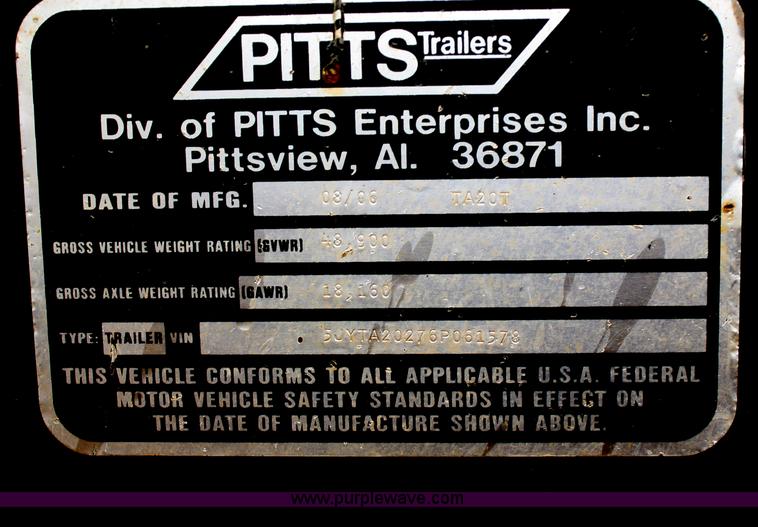 PITTS Trailers
Div. of PITTS Enterprises Inc.
Pittsview, Al. 36871
DATE OF MFG. 08/06 TA20T
GROSS VEHICLE WEIGHT RATING (GVWR) 48,900
GROSS AXLE WEIGHT RATING (GAWR) 18,160
TYPE: TRAILER VIN 5JYTA20276P061578
THIS VEHICLE CONFORMS TO ALL APPLICABLE U.S.A. FEDERAL
MOTOR VEHICLE SAFETY STANDARDS IN EFFECT ON
THE DATE OF MANUFACTURE SHOWN ABOVE.
www.purplewave.com